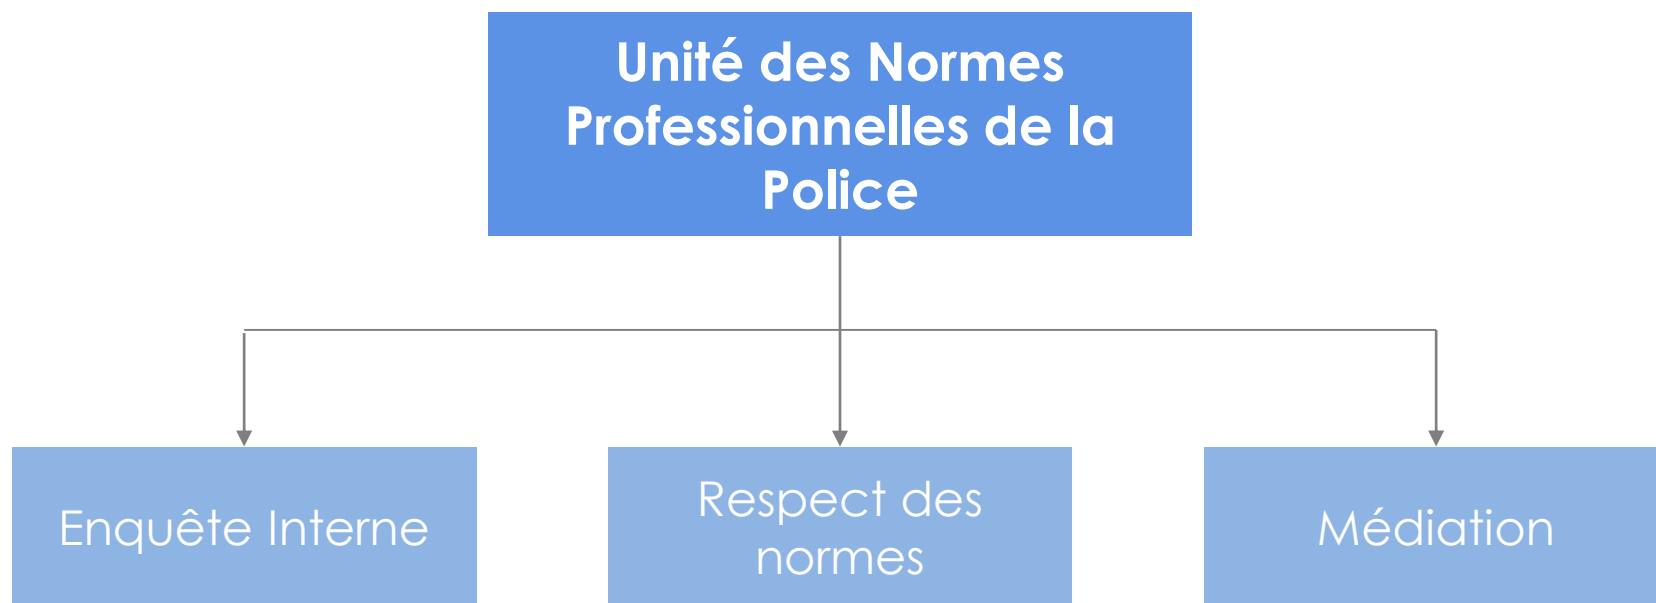 Unité des Normes
Professionnelles de la
Police
Enquête Interne
Respect des
normes
Médiation